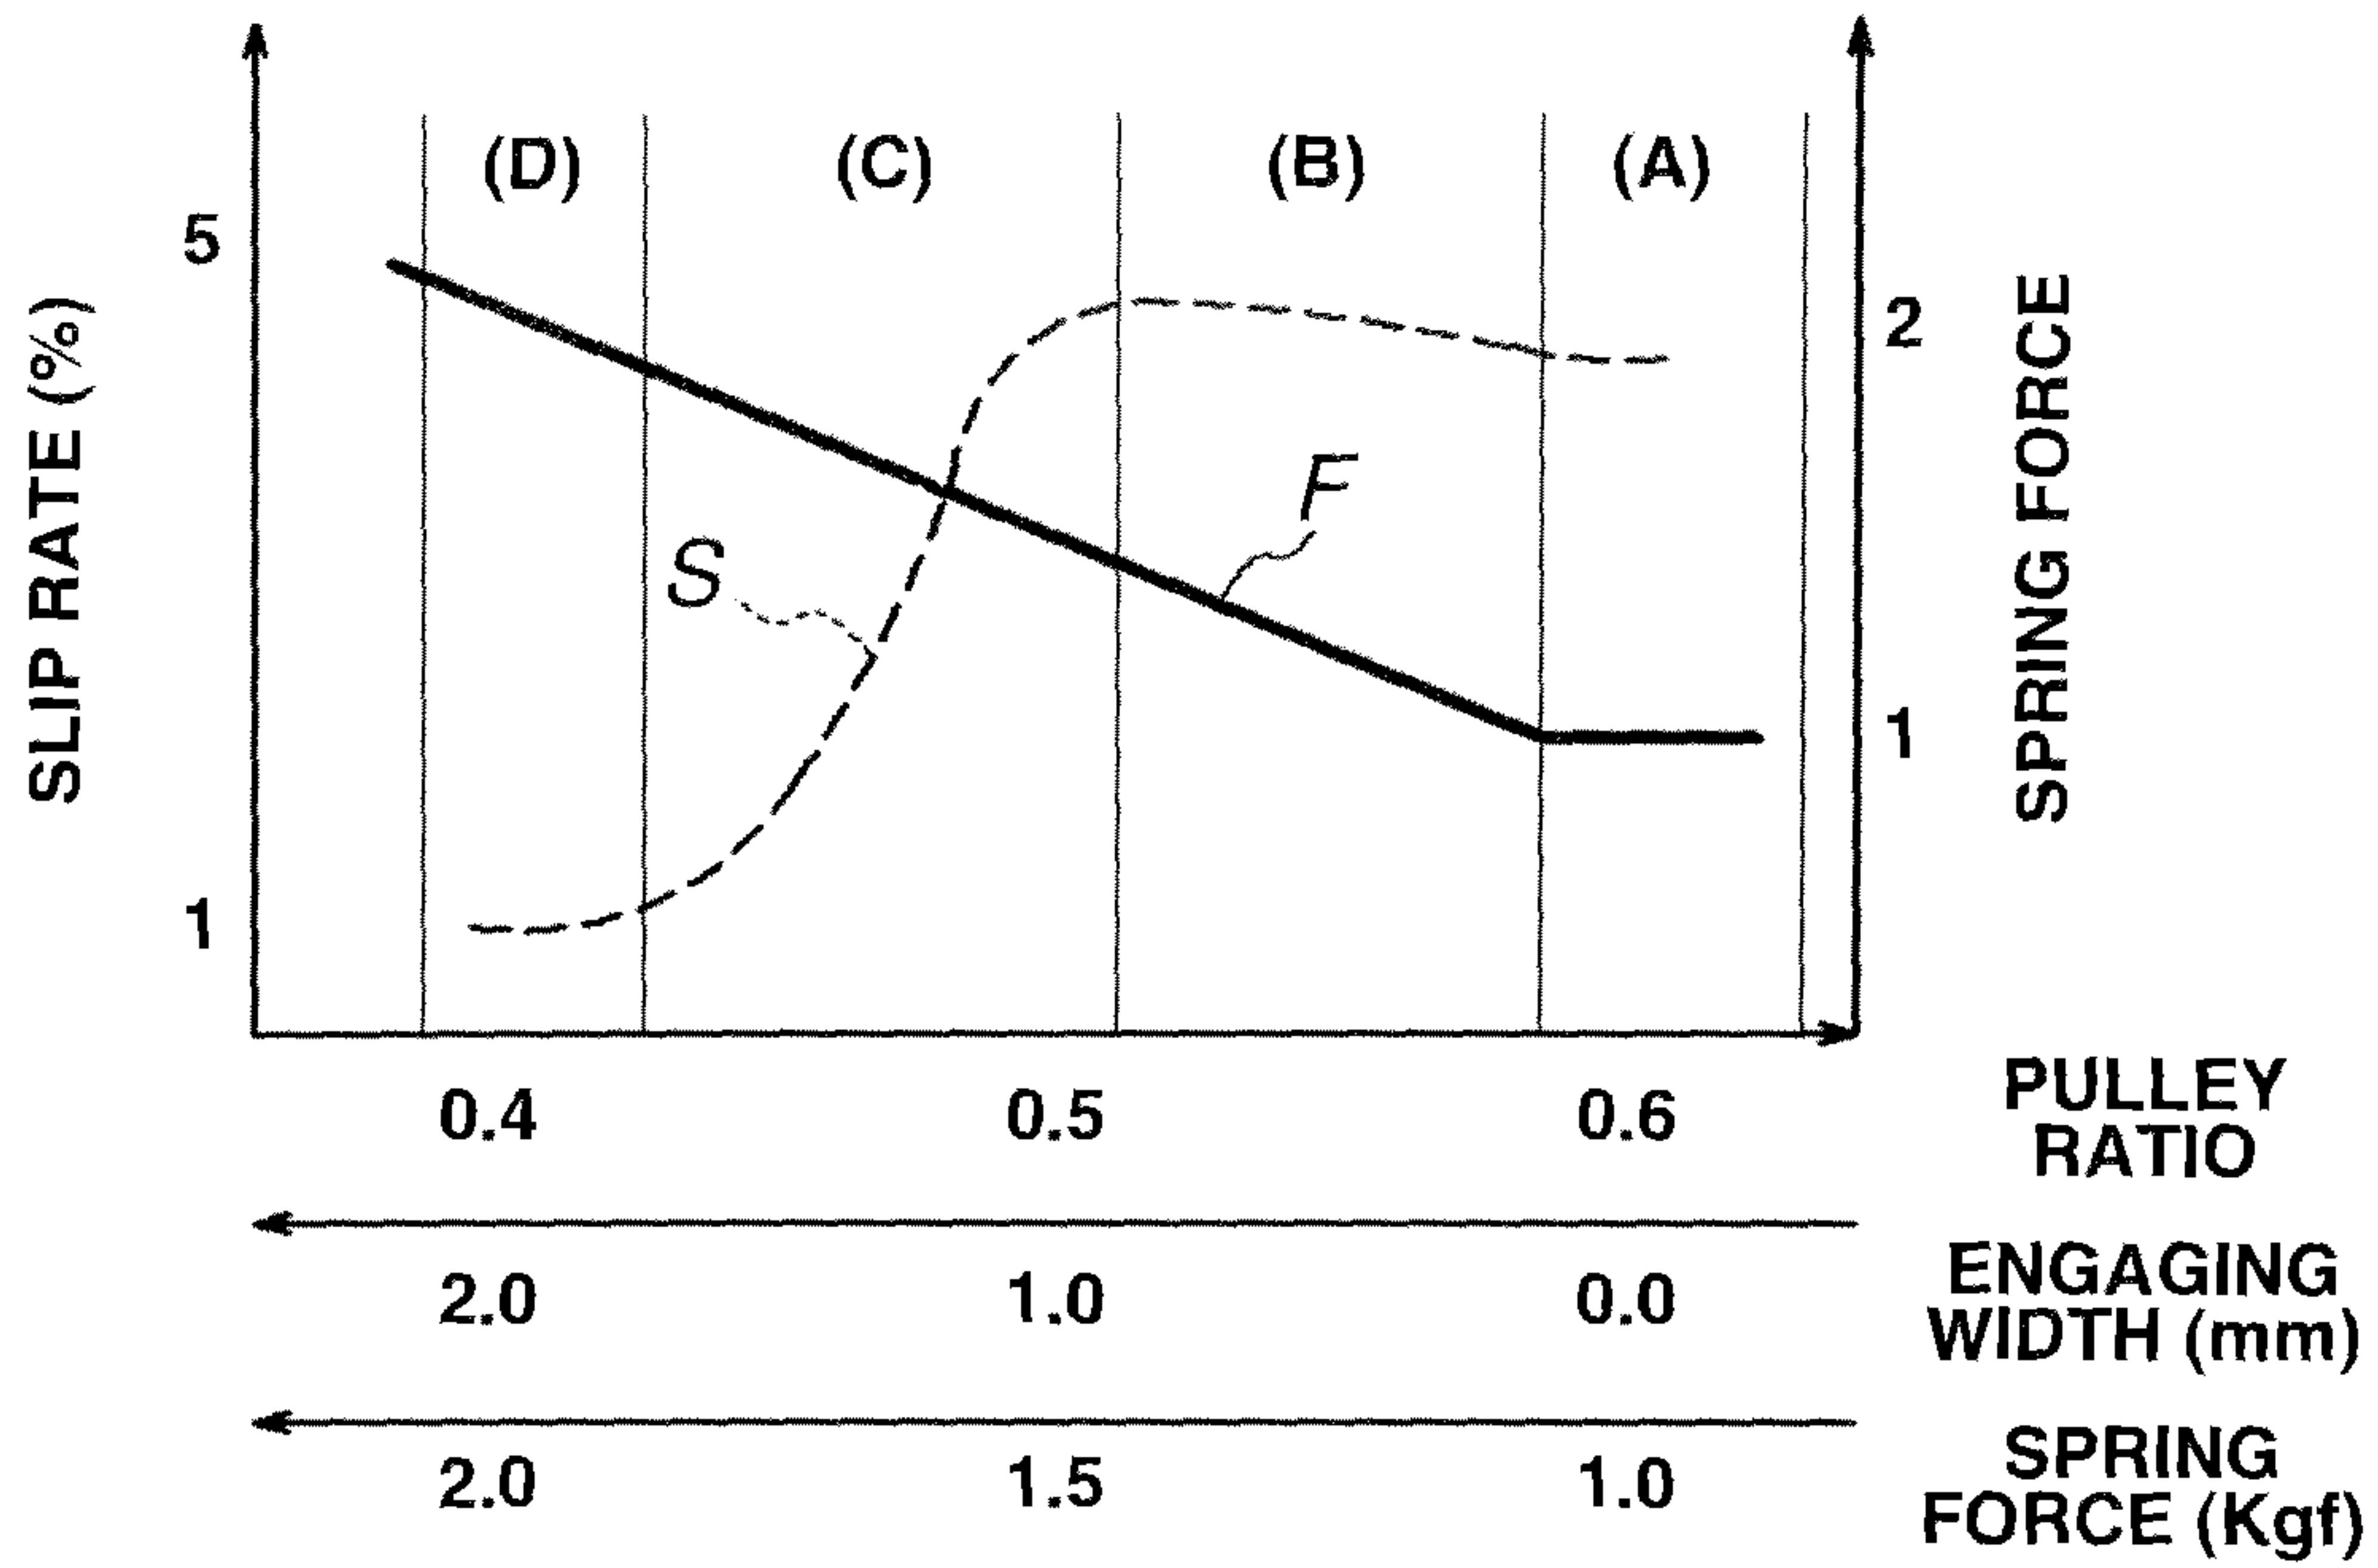 (D) (C) (B) (A)
5
2
SLIP RATE (%)
SPRING FORCE
F
S
1
1
0.4 0.5 0.6 PULLEY
RATIO
2.0 1.0 0.0 ENGAGING
WIDTH (mm)
2.0 1.5 1.0 SPRING
FORCE (Kgf)